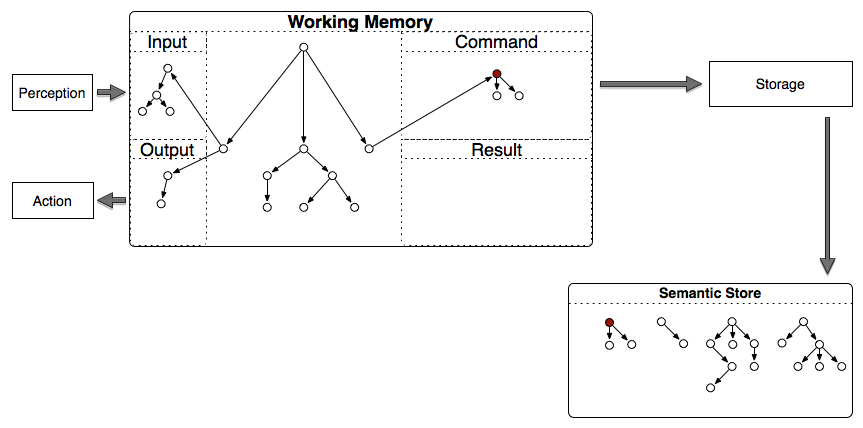 Working Memory
Input
Command
Perception
Storage
Output
Result
Action
Semantic Store